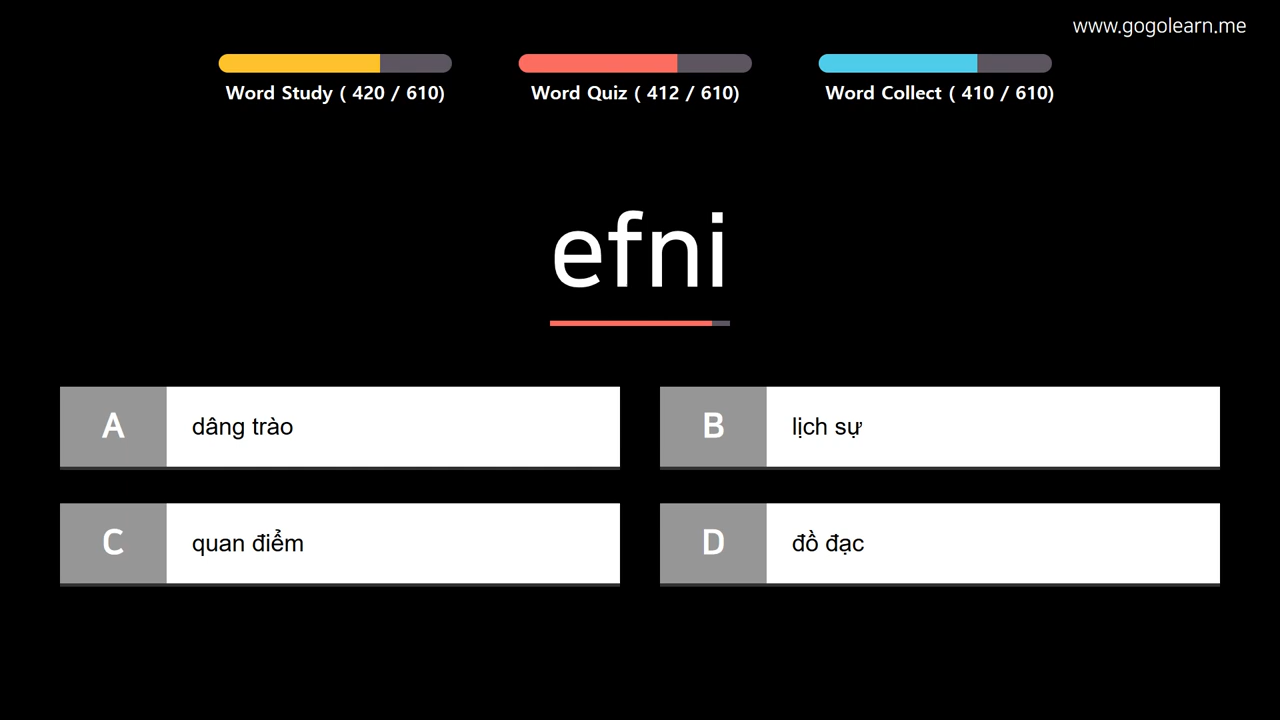 www.gogolearn.me
Word Study ( 420 / 610)
Word Quiz ( 412 / 610)
Word Collect ( 410 / 610)
efni
A
dâng trào
B
lịch sự
C
quan điểm
D
đồ đạc